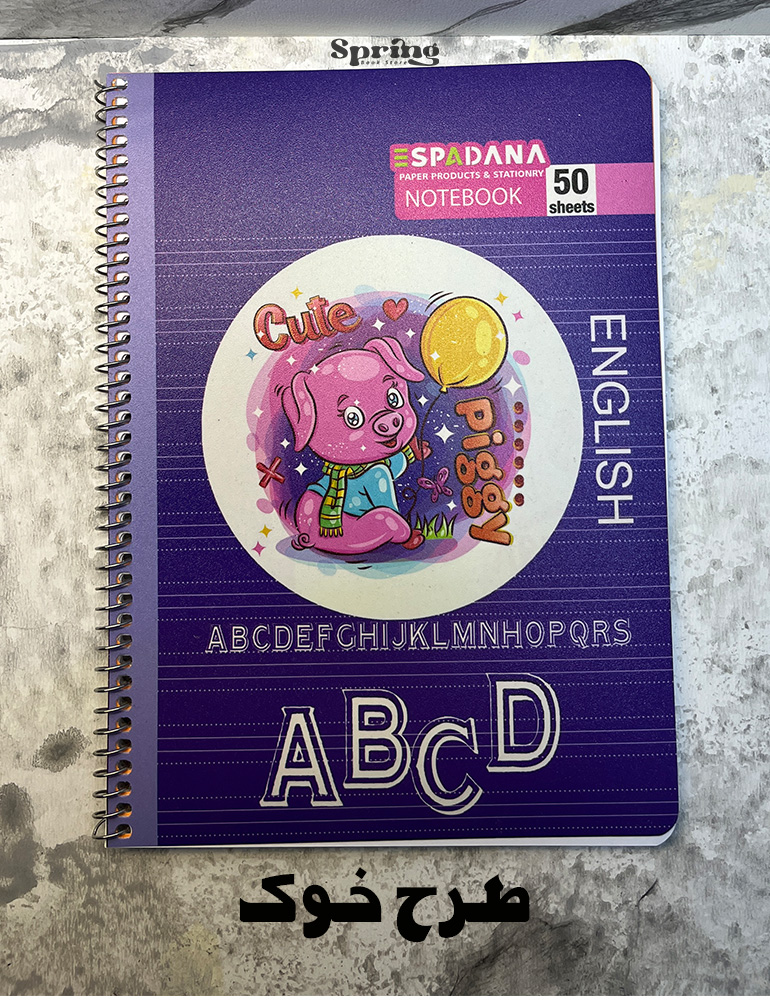 Spring
Book Store
ESPADANA
PAPER PRODUCTS & STATIONRY
NOTEBOOK
50
sheets
Cute
piggy
ENGLISH
ABCDEFGHIJKLMNHOPQRS
ABCD
طرح خوک